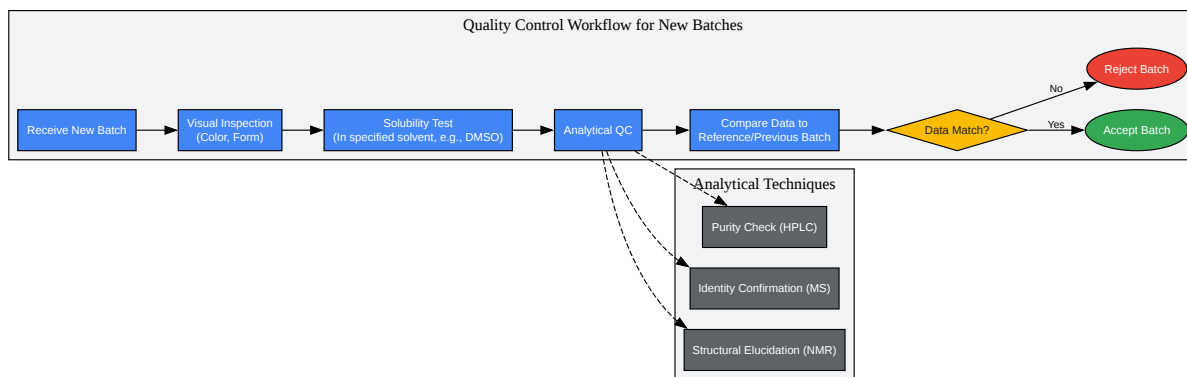 Quality Control Workflow for New Batches
Receive New Batch
Visual Inspection
(Color, Form)
Solubility Test
(In specified solvent, e.g., DMSO)
Analytical QC
Compare Data to
Reference/Previous Batch
Data Match?
No
Reject Batch
Yes
Accept Batch
Analytical Techniques
Purity Check (HPLC)
Identity Confirmation (MS)
Structural Elucidation (NMR)